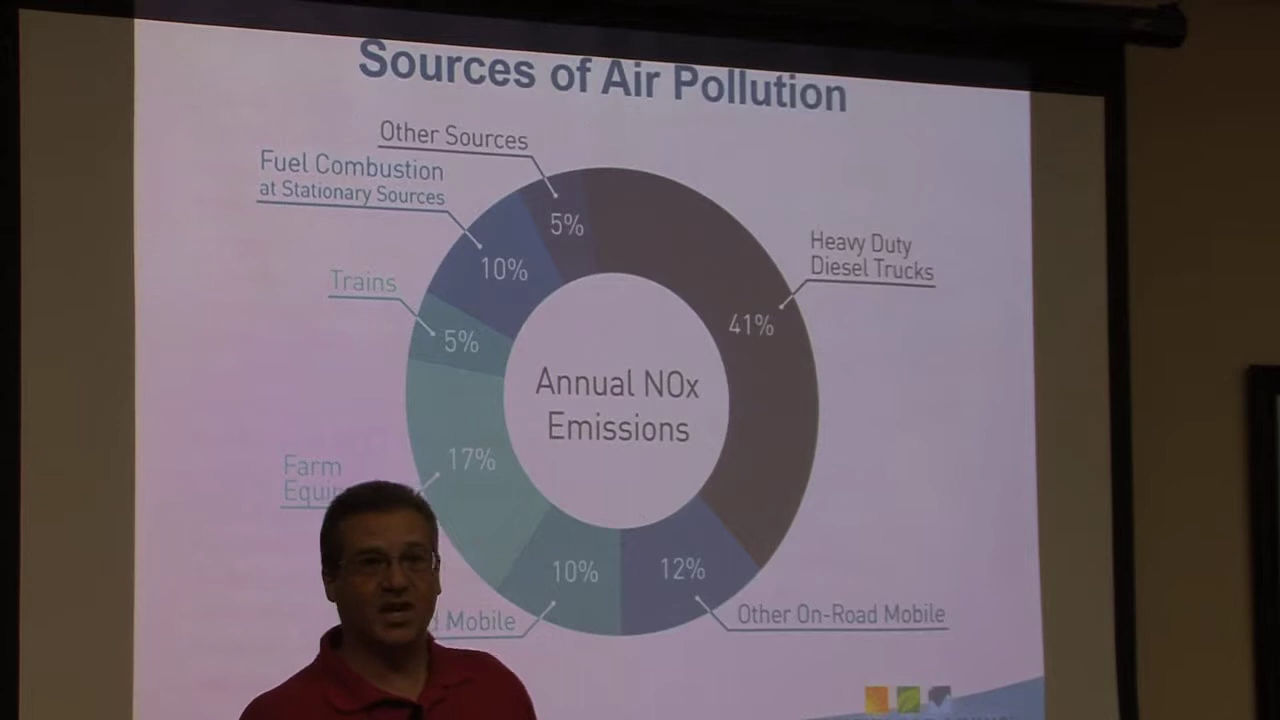 Sources of Air Pollution
Other Sources
Fuel Combustion
at Stationary Sources
5%
10%
Heavy Duty
Diesel Trucks
Trains
41%
5%
Annual NOx
Emissions
17%
Farm
10%
12%
Mobile
Other On-Road Mobile